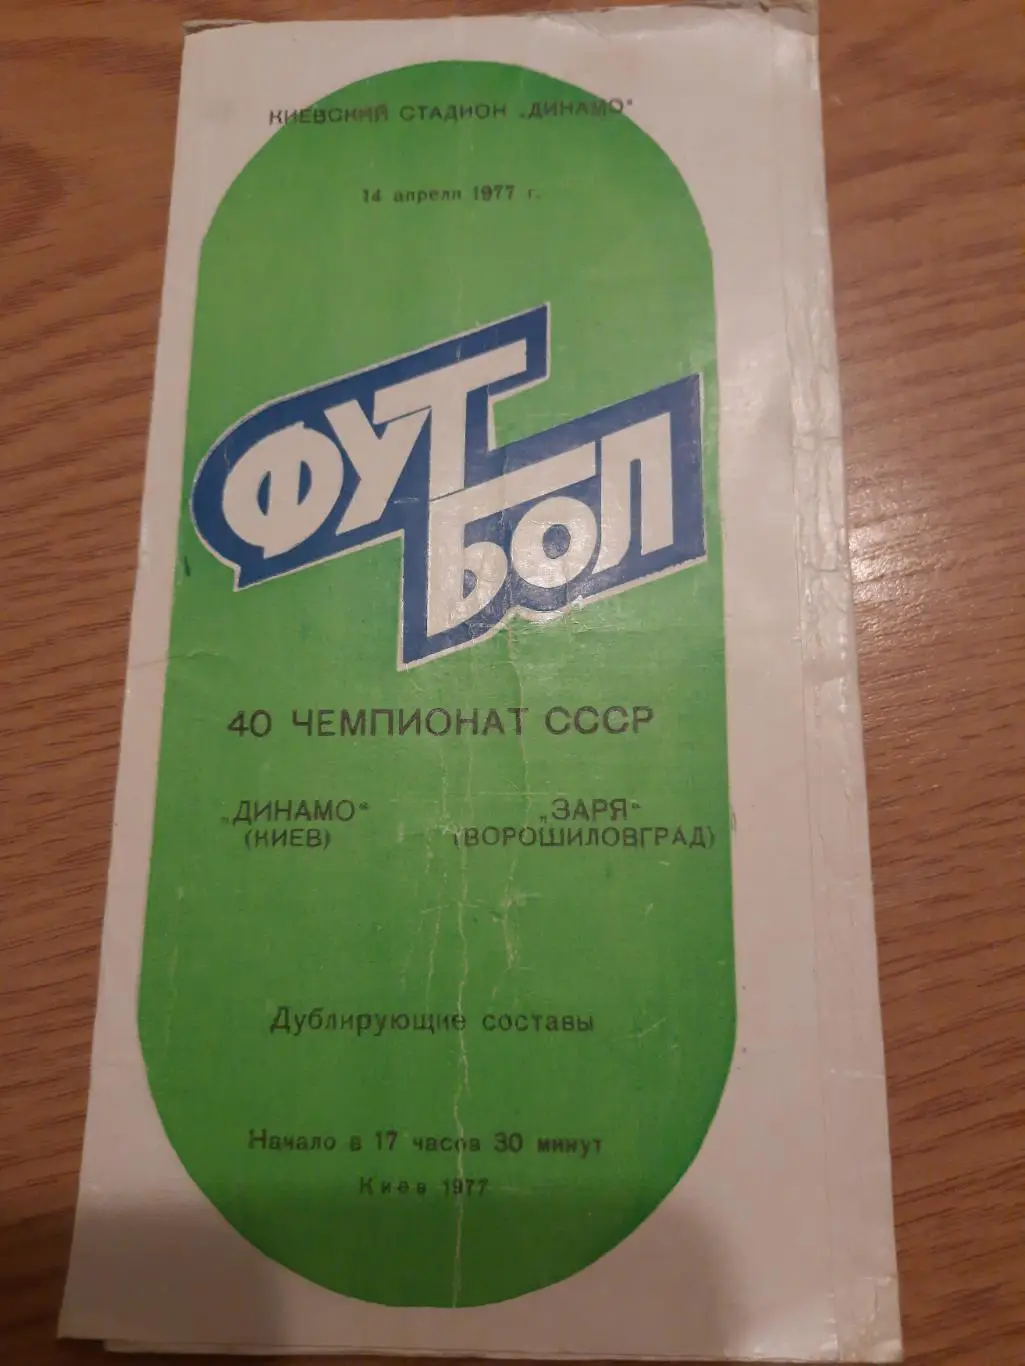 КИЕВСКИЙ СТАДИОН „ДИНАМО"
14 апреля 1977 г.
ФУТ
БОЛ
40 ЧЕМПИОНАТ СССР
„ДИНАМО" „ЗАРЯ"
(КИЕВ) (ВОРОШИЛОВГРАД)
Дублирующие составы
Начало в 17 часов 30 минут
Киев 1977